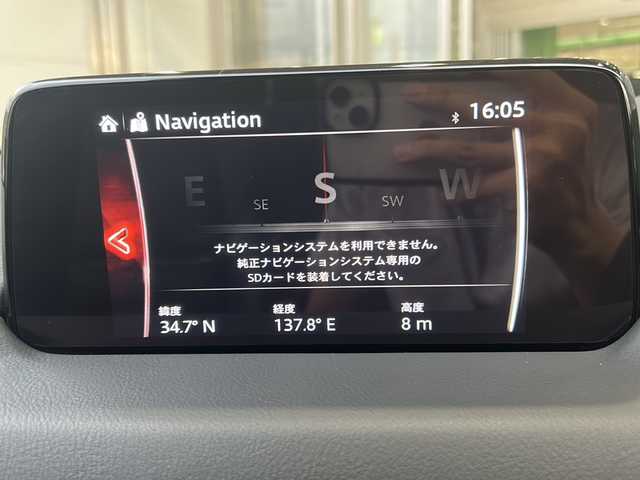 Navigation
16:05
E SE S SW W
ナビゲーションシステムを利用できません。
純正ナビゲーションシステム専用の
SDカードを装着してください。
緯度 経度 高度
34.7° N 137.8° E 8 m